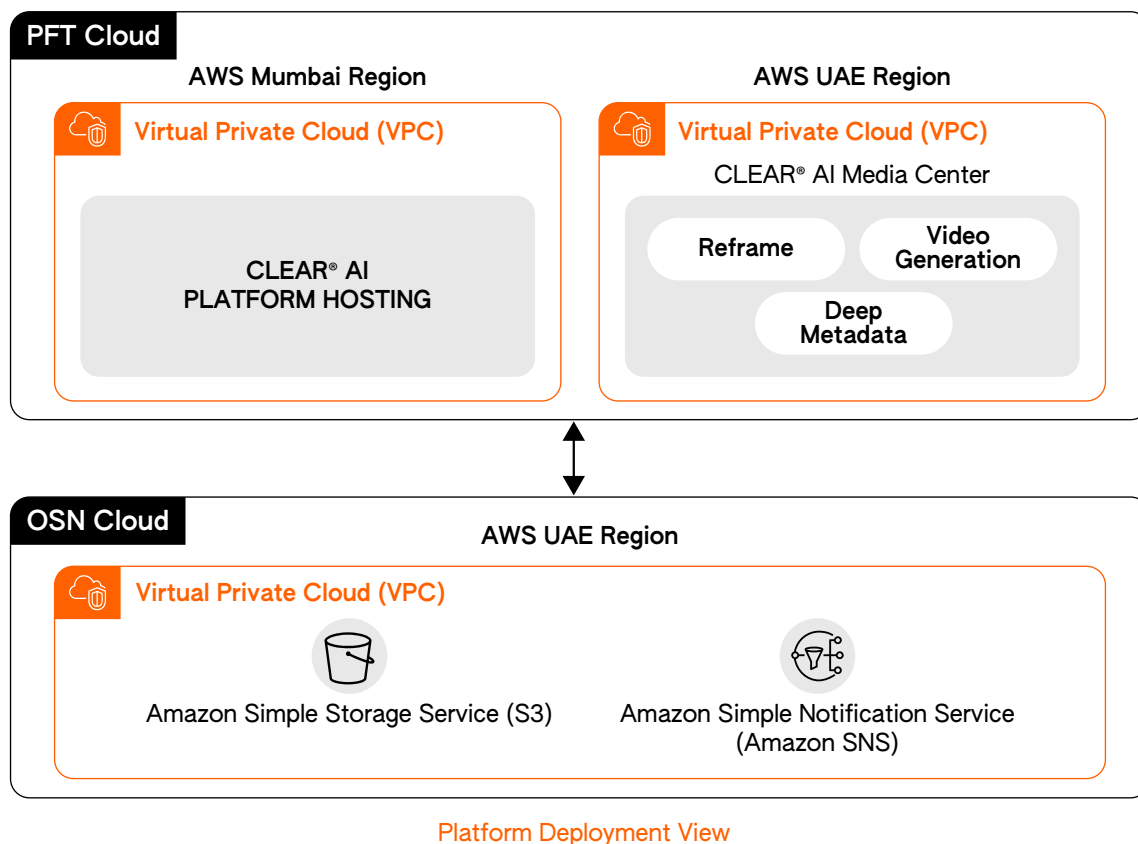 PFT Cloud
AWS Mumbai Region
Virtual Private Cloud (VPC)
CLEAR® AI
PLATFORM HOSTING
AWS UAE Region
Virtual Private Cloud (VPC)
CLEAR® AI Media Center
Reframe
Video
Generation
Deep
Metadata
OSN Cloud
AWS UAE Region
Virtual Private Cloud (VPC)
Amazon Simple Storage Service (S3)
Amazon Simple Notification Service
(Amazon SNS)
Platform Deployment View